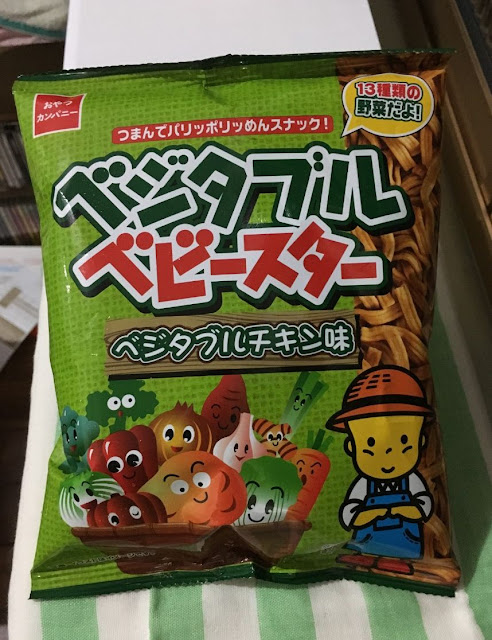 おやつ
カンパニー
13種類の
野菜だよ!
つまんでパリッポリッめんスナック!
ベジタブル
ベビースター
ベジタブルチキン味